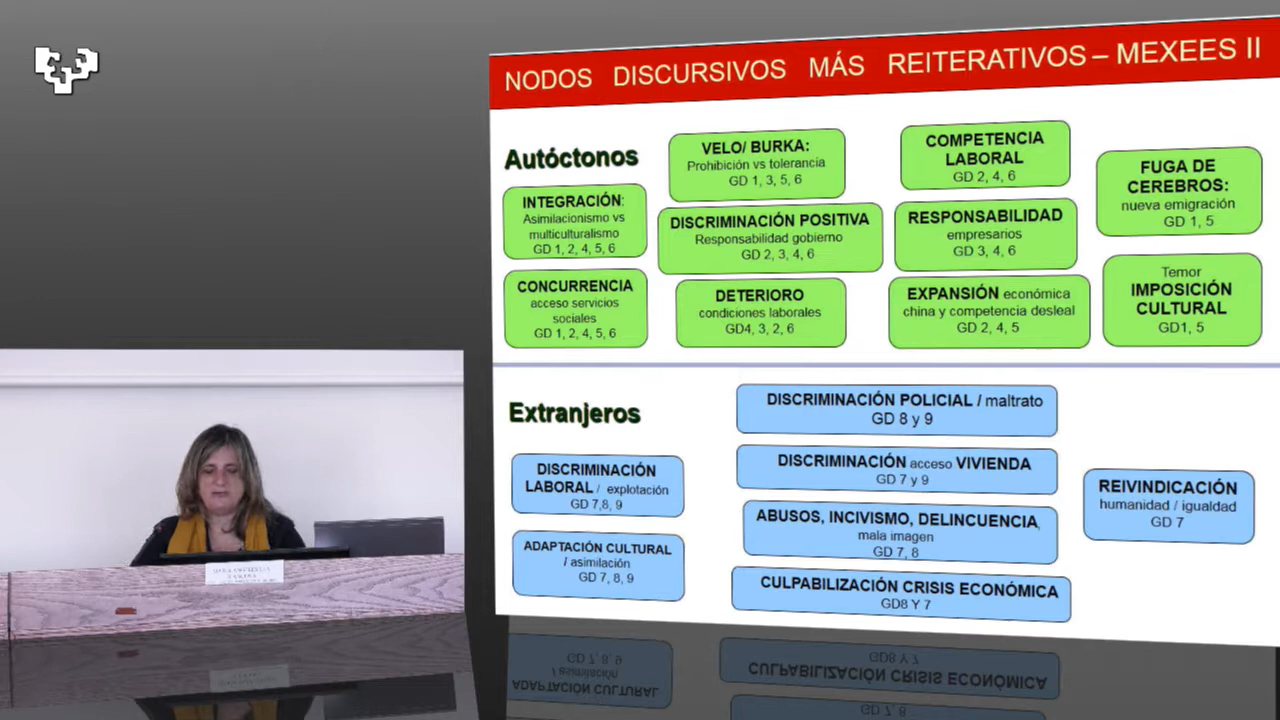 NODOS DISCURSIVOS MÁS REITERATIVOS – MEXEES II
Autóctonos
INTEGRACIÓN:
Asimilacionismo vs
multiculturalismo
GD 1, 2, 4, 5, 6
CONCURRENCIA
acceso servicios
sociales
GD 1, 2, 4, 5, 6
VELO/ BURKA:
Prohibición vs tolerancia
GD 1, 3, 5, 6
DISCRIMINACIÓN POSITIVA
Responsabilidad gobierno
GD 2, 3, 4, 6
DETERIORO
condiciones laborales
GD4, 3, 2, 6
COMPETENCIA
LABORAL
GD 2, 4, 6
RESPONSABILIDAD
empresarios
GD 3, 4, 6
EXPANSIÓN económica
china y competencia desleal
GD 2, 4, 5
FUGA DE
CEREBROS:
nueva emigración
GD 1, 5
Temor
IMPOSICIÓN
CULTURAL
GD1, 5
Extranjeros
DISCRIMINACIÓN
LABORAL / explotación
GD 7,8, 9
ADAPTACIÓN CULTURAL
/ asimilación
GD 7, 8, 9
DISCRIMINACIÓN POLICIAL / maltrato
GD 8 y 9
DISCRIMINACIÓN acceso VIVIENDA
GD 7 y 9
ABUSOS, INCIVISMO, DELINCUENCIA,
mala imagen
GD 7, 8
CULPABILIZACIÓN CRISIS ECONÓMICA
GD8 Y 7
REIVINDICACIÓN
humanidad / igualdad
GD 7